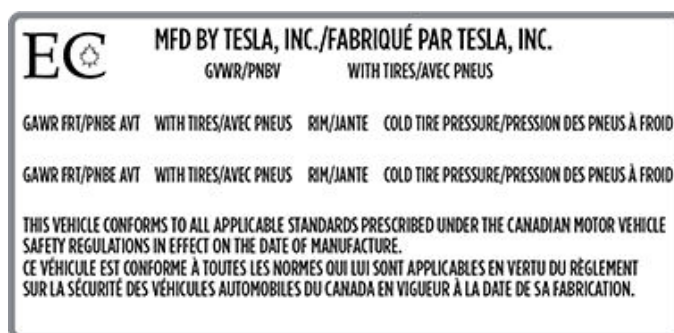 EC
MFD BY TESLA, INC./FABRIQUÉ PAR TESLA, INC.
GVWR/PNBV WITH TIRES/AVEC PNEUS
GAWR FRT/PNBE AVT WITH TIRES/AVEC PNEUS RIM/JANTE COLD TIRE PRESSURE/PRESSION DES PNEUS À FROID
GAWR FRT/PNBE AVT WITH TIRES/AVEC PNEUS RIM/JANTE COLD TIRE PRESSURE/PRESSION DES PNEUS À FROID
THIS VEHICLE CONFORMS TO ALL APPLICABLE STANDARDS PRESCRIBED UNDER THE CANADIAN MOTOR VEHICLE
SAFETY REGULATIONS IN EFFECT ON THE DATE OF MANUFACTURE.
CE VÉHICULE EST CONFORME À TOUTES LES NORMES QUI LUI SONT APPLICABLES EN VERTU DU RÈGLEMENT
SUR LA SÉCURITÉ DES VÉHICULES AUTOMOBILES DU CANADA EN VIGUEUR À LA DATE DE SA FABRICATION.